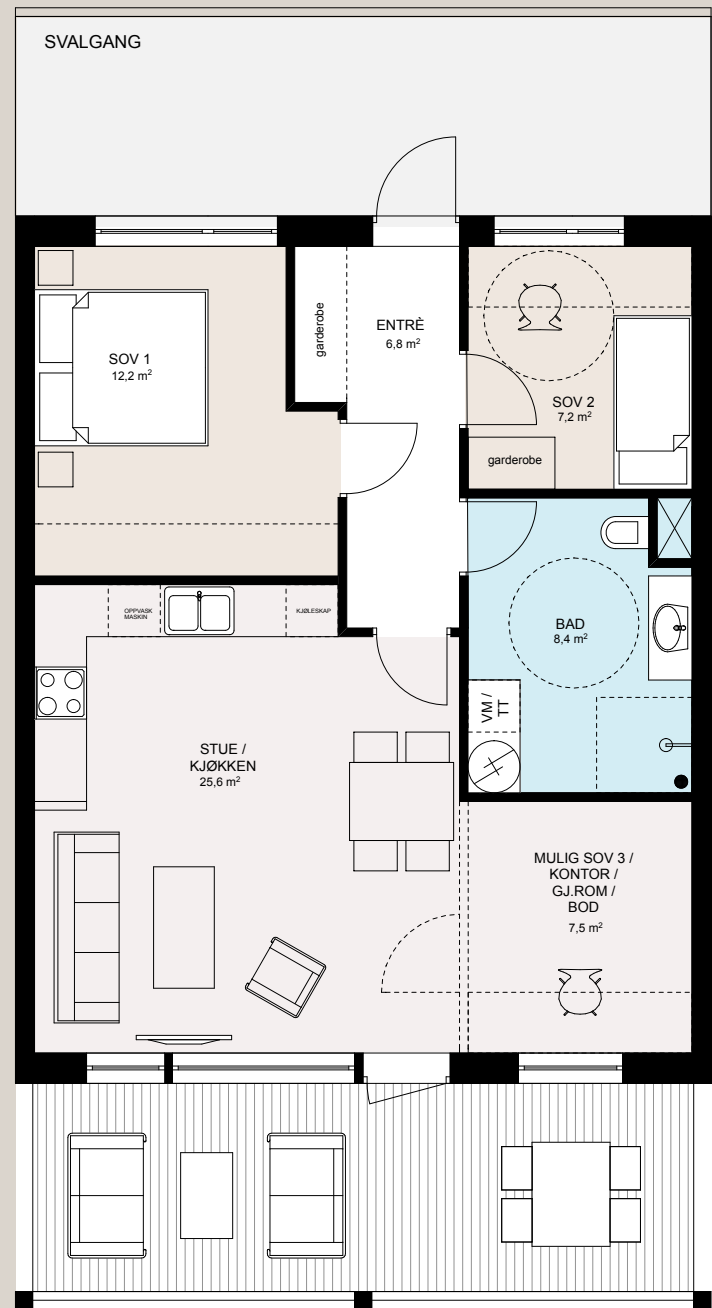 SVALGANG
garderobe
ENTRÈ
6,8 m²
SOV 1
12,2 m²
SOV 2
7,2 m²
garderobe
OPPVASK
MASKIN
KJØLESKAP
BAD
8,4 m²
VM /
TT
STUE /
KJØKKEN
25,6 m²
MULIG SOV 3 /
KONTOR /
GJ.ROM /
BOD
7,5 m²